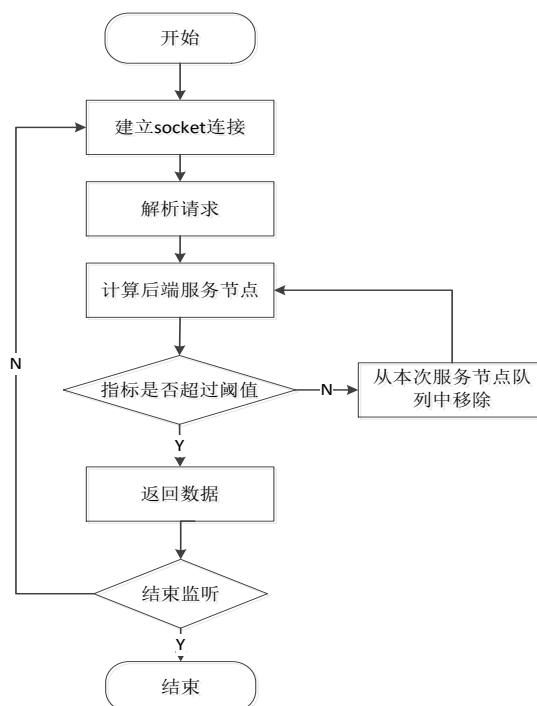 开始
建立socket连接
解析请求
计算后端服务节点
N
指标是否超过阈值
N
从本次服务节点队
列中移除
Y
返回数据
结束监听
Y
结束